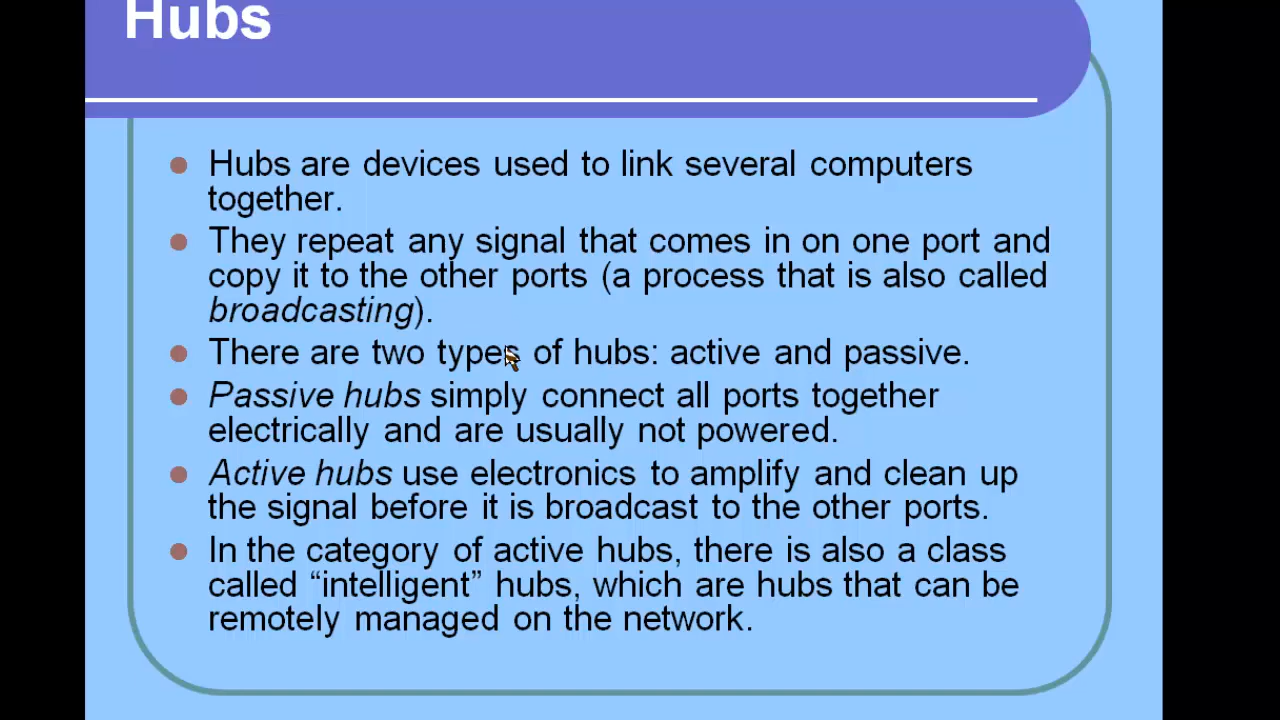 Hubs
Hubs are devices used to link several computers
together.
They repeat any signal that comes in on one port and
copy it to the other ports (a process that is also called
broadcasting).
There are two types of hubs: active and passive.
Passive hubs simply connect all ports together
electrically and are usually not powered.
Active hubs use electronics to amplify and clean up
the signal before it is broadcast to the other ports.
In the category of active hubs, there is also a class
called “intelligent” hubs, which are hubs that can be
remotely managed on the network.